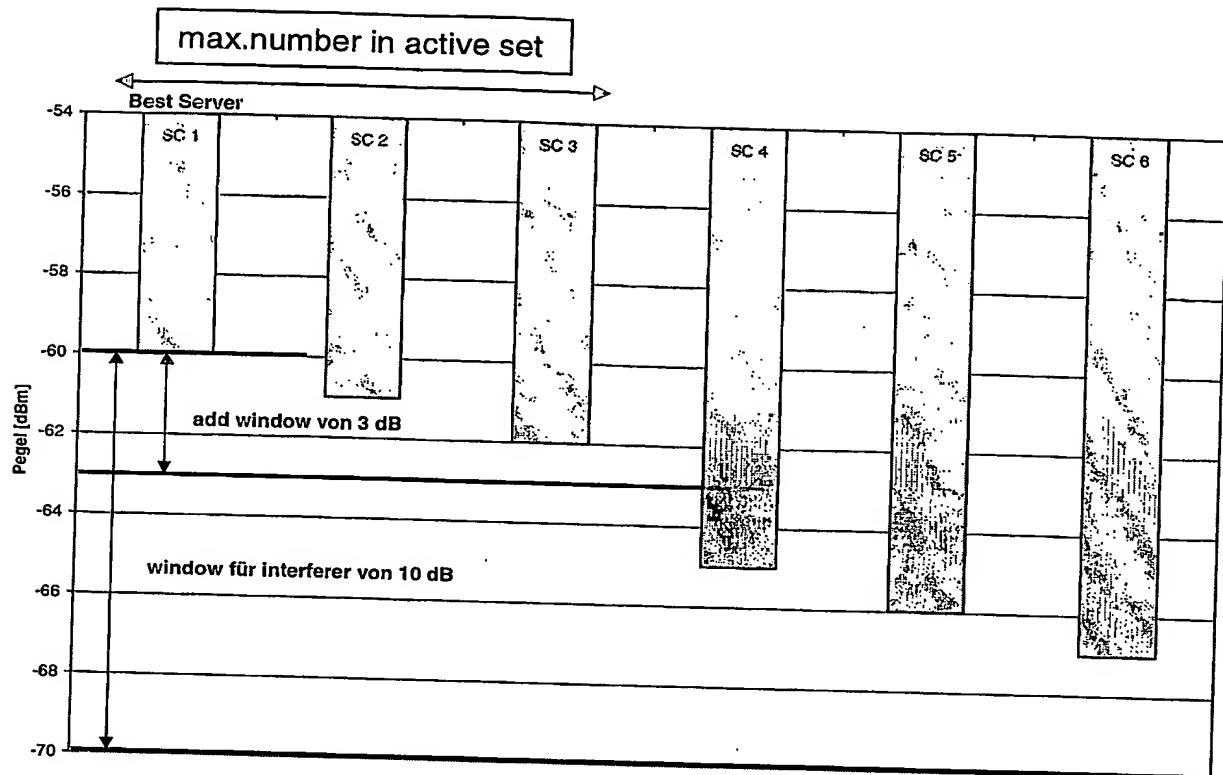 max.number in active set
Best Server
SC 1
SC 2
SC 3
SC 4
SC 5
SC 6
-54
-56
-58
-60
-62
-64
-66
-68
-70
Pegel [dBm]
add window von 3 dB
window für interferer von 10 dB